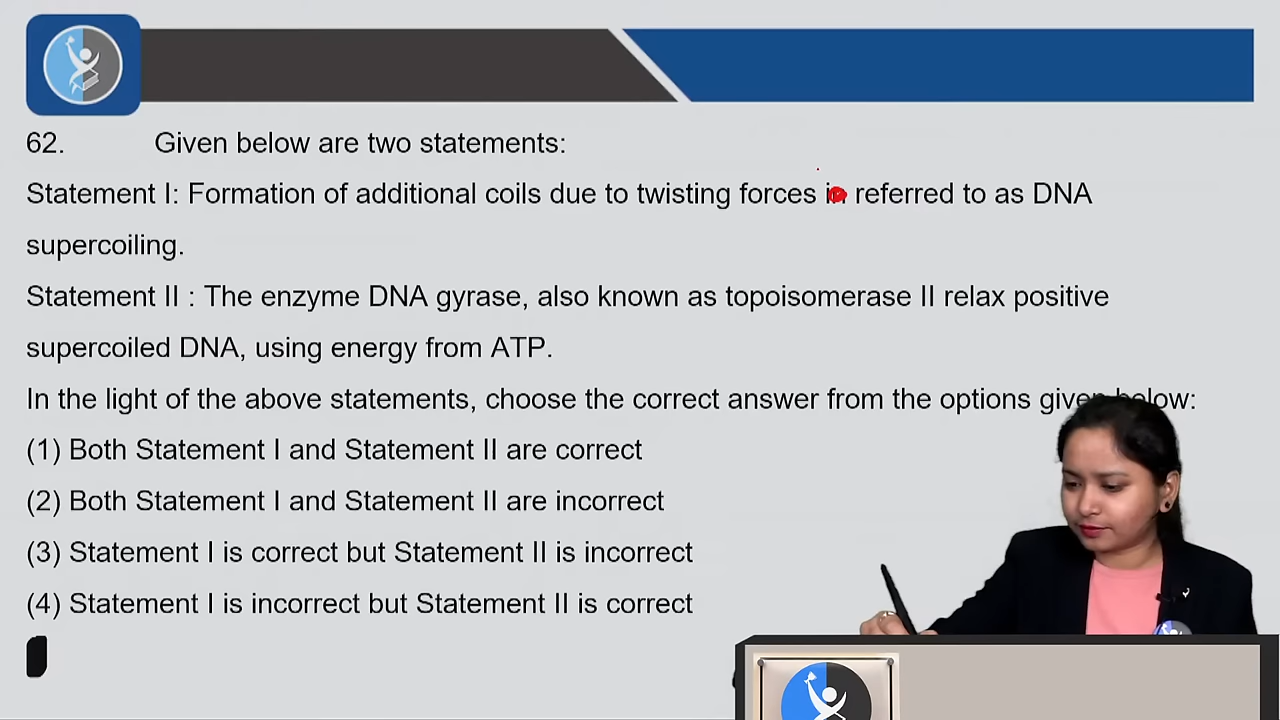 62. Given below are two statements:
Statement I: Formation of additional coils due to twisting forces in referred to as DNA
supercoiling.
Statement II : The enzyme DNA gyrase, also known as topoisomerase II relax positive
supercoiled DNA, using energy from ATP.
In the light of the above statements, choose the correct answer from the options given below:
(1) Both Statement I and Statement II are correct
(2) Both Statement I and Statement II are incorrect
(3) Statement I is correct but Statement II is incorrect
(4) Statement I is incorrect but Statement II is correct